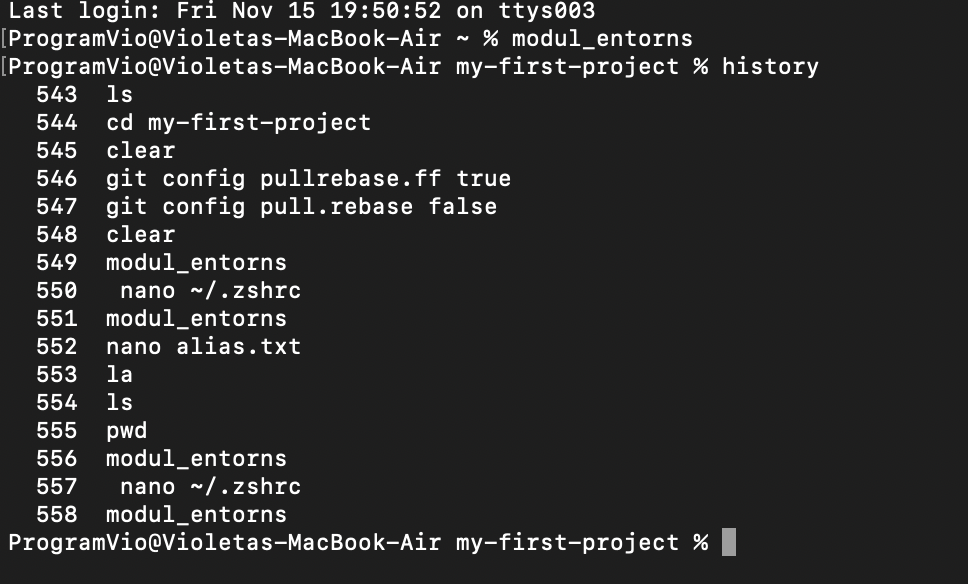 Last login: Fri Nov 15 19:50:52 on ttys003
[ProgramVio@Violetas-MacBook-Air ~ % modul_entorns
[ProgramVio@Violetas-MacBook-Air my-first-project % history
543 ls
544 cd my-first-project
545 clear
546 git config pullrebase.ff true
547 git config pull.rebase false
548 clear
549 modul_entorns
550 nano ~/.zshrc
551 modul_entorns
552 nano alias.txt
553 la
554 ls
555 pwd
556 modul_entorns
557 nano ~/.zshrc
558 modul_entorns
ProgramVio@Violetas-MacBook-Air my-first-project %